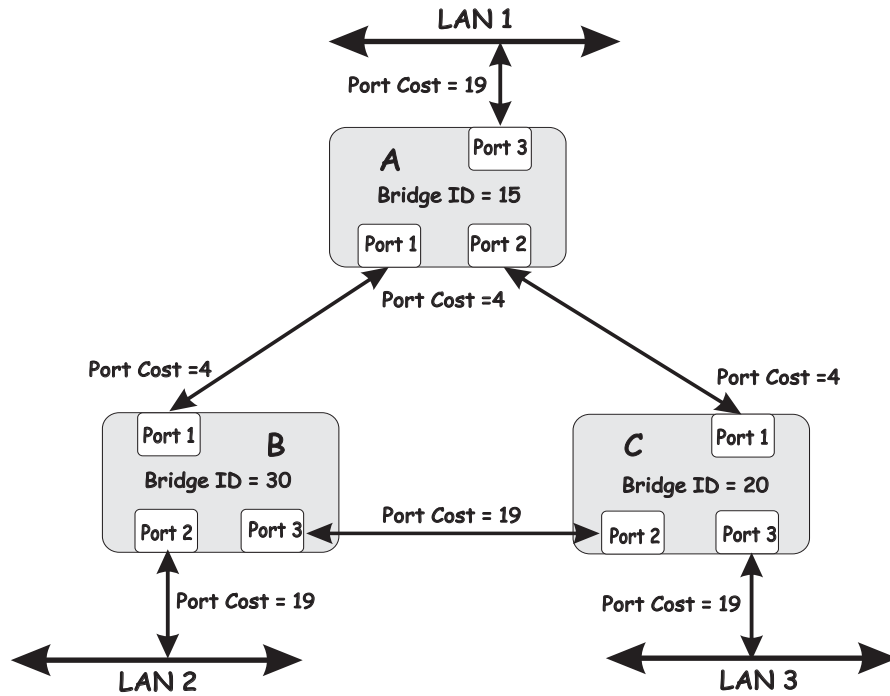 LAN 1
Port Cost = 19
Port 3
A
Bridge ID = 15
Port 1
Port 2
Port Cost =4
Port Cost =4
Port Cost =4
Port 1
B
Bridge ID = 30
Port 2
Port 3
Port Cost = 19
C
Port 1
Bridge ID = 20
Port 2
Port 3
Port Cost = 19
Port Cost = 19
LAN 2
LAN 3